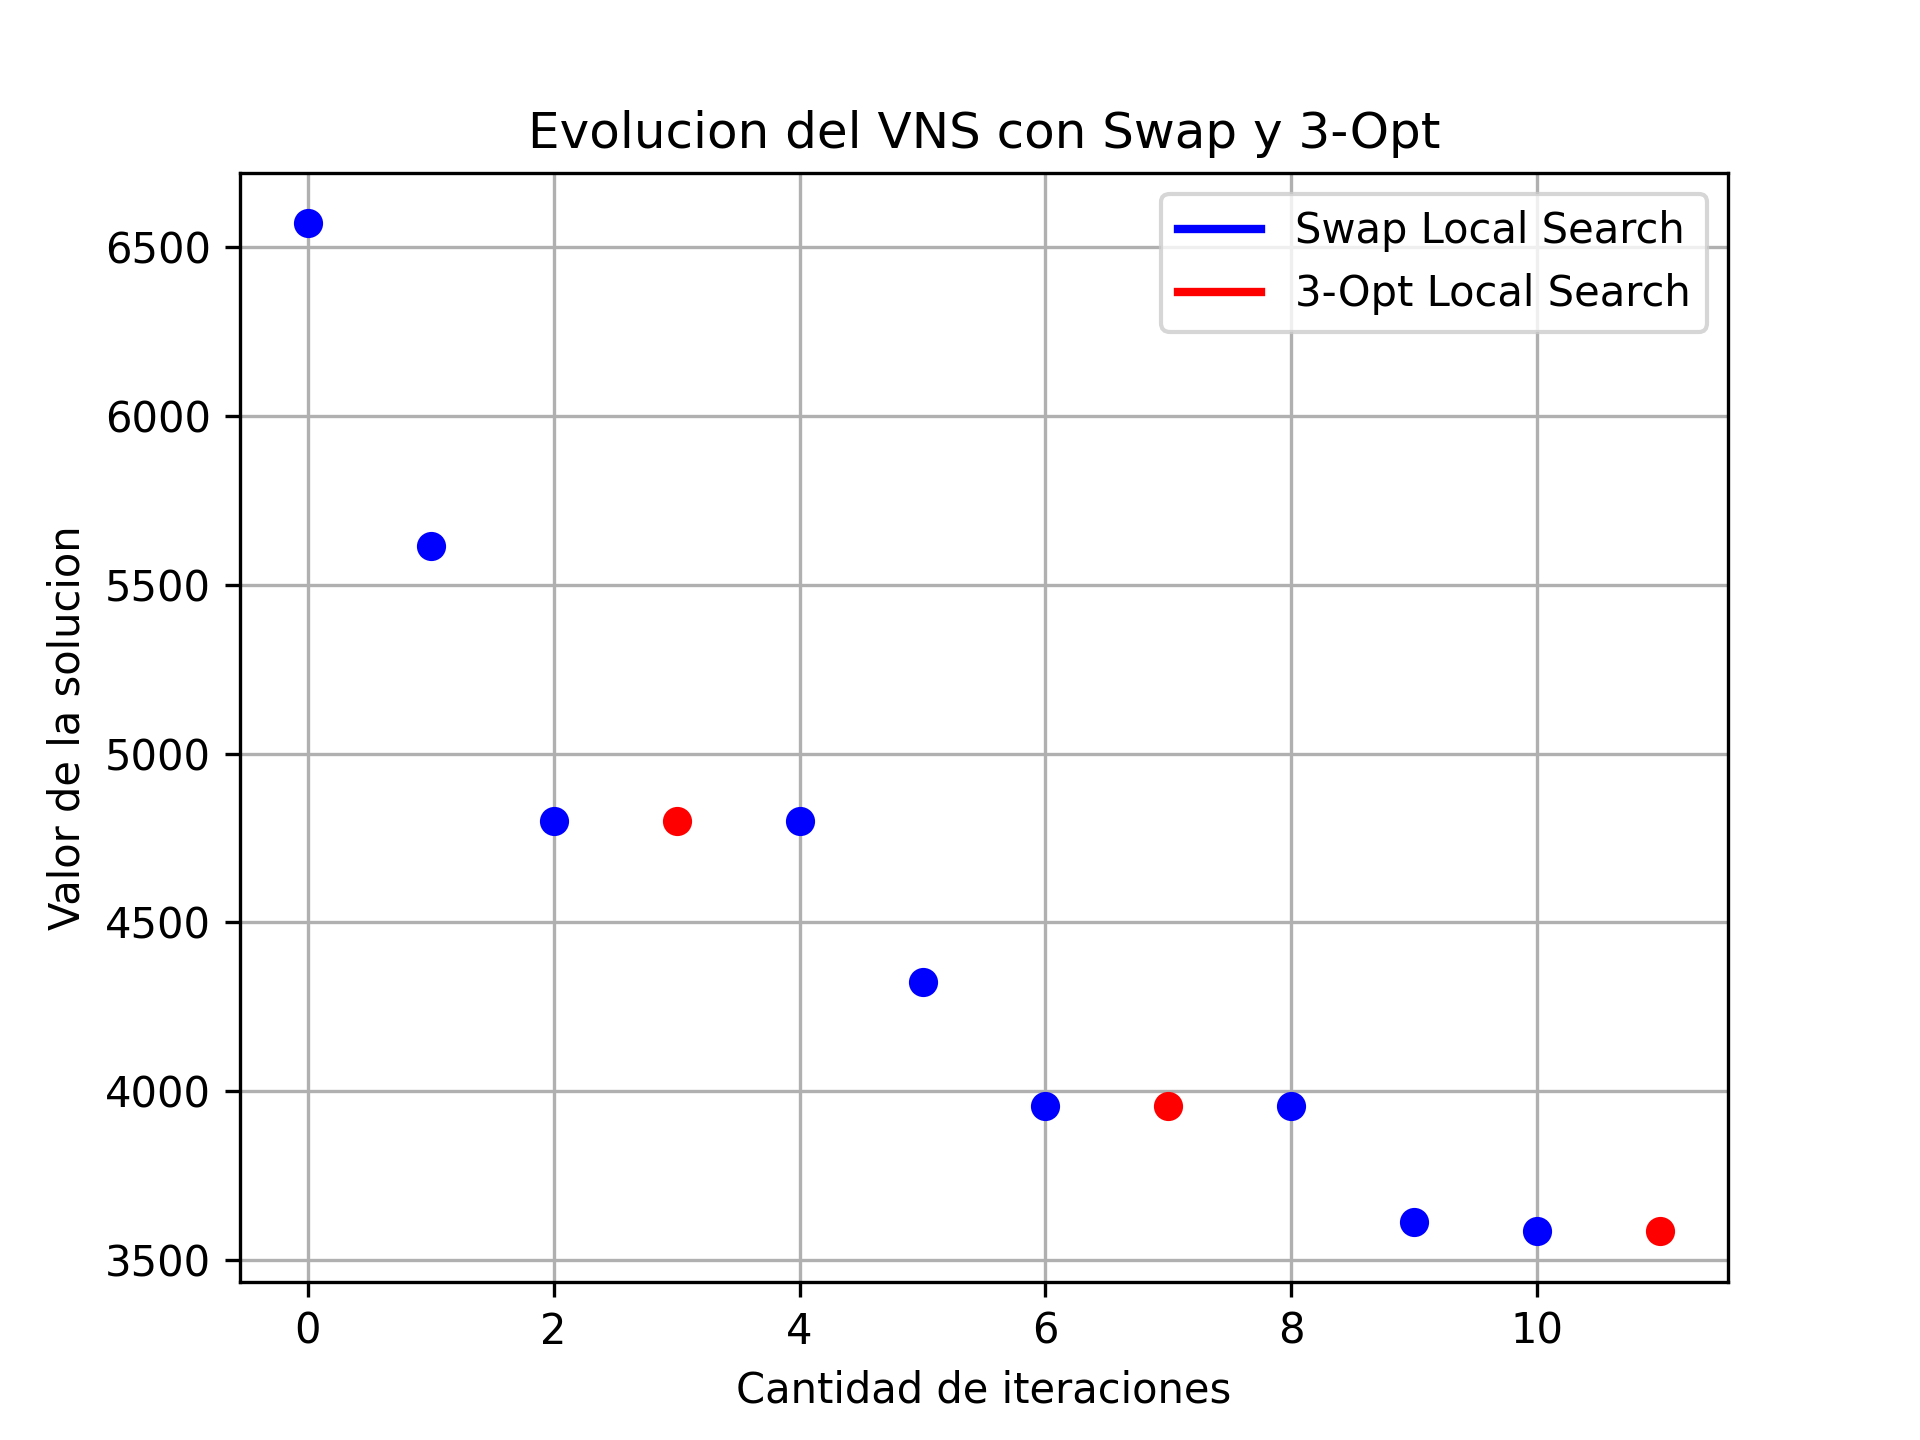 Evolucion del VNS con Swap y 3-Opt
Swap Local Search
3-Opt Local Search
Valor de la solucion
6500
6000
5500
5000
4500
4000
3500
0 2 4 6 8 10
Cantidad de iteraciones